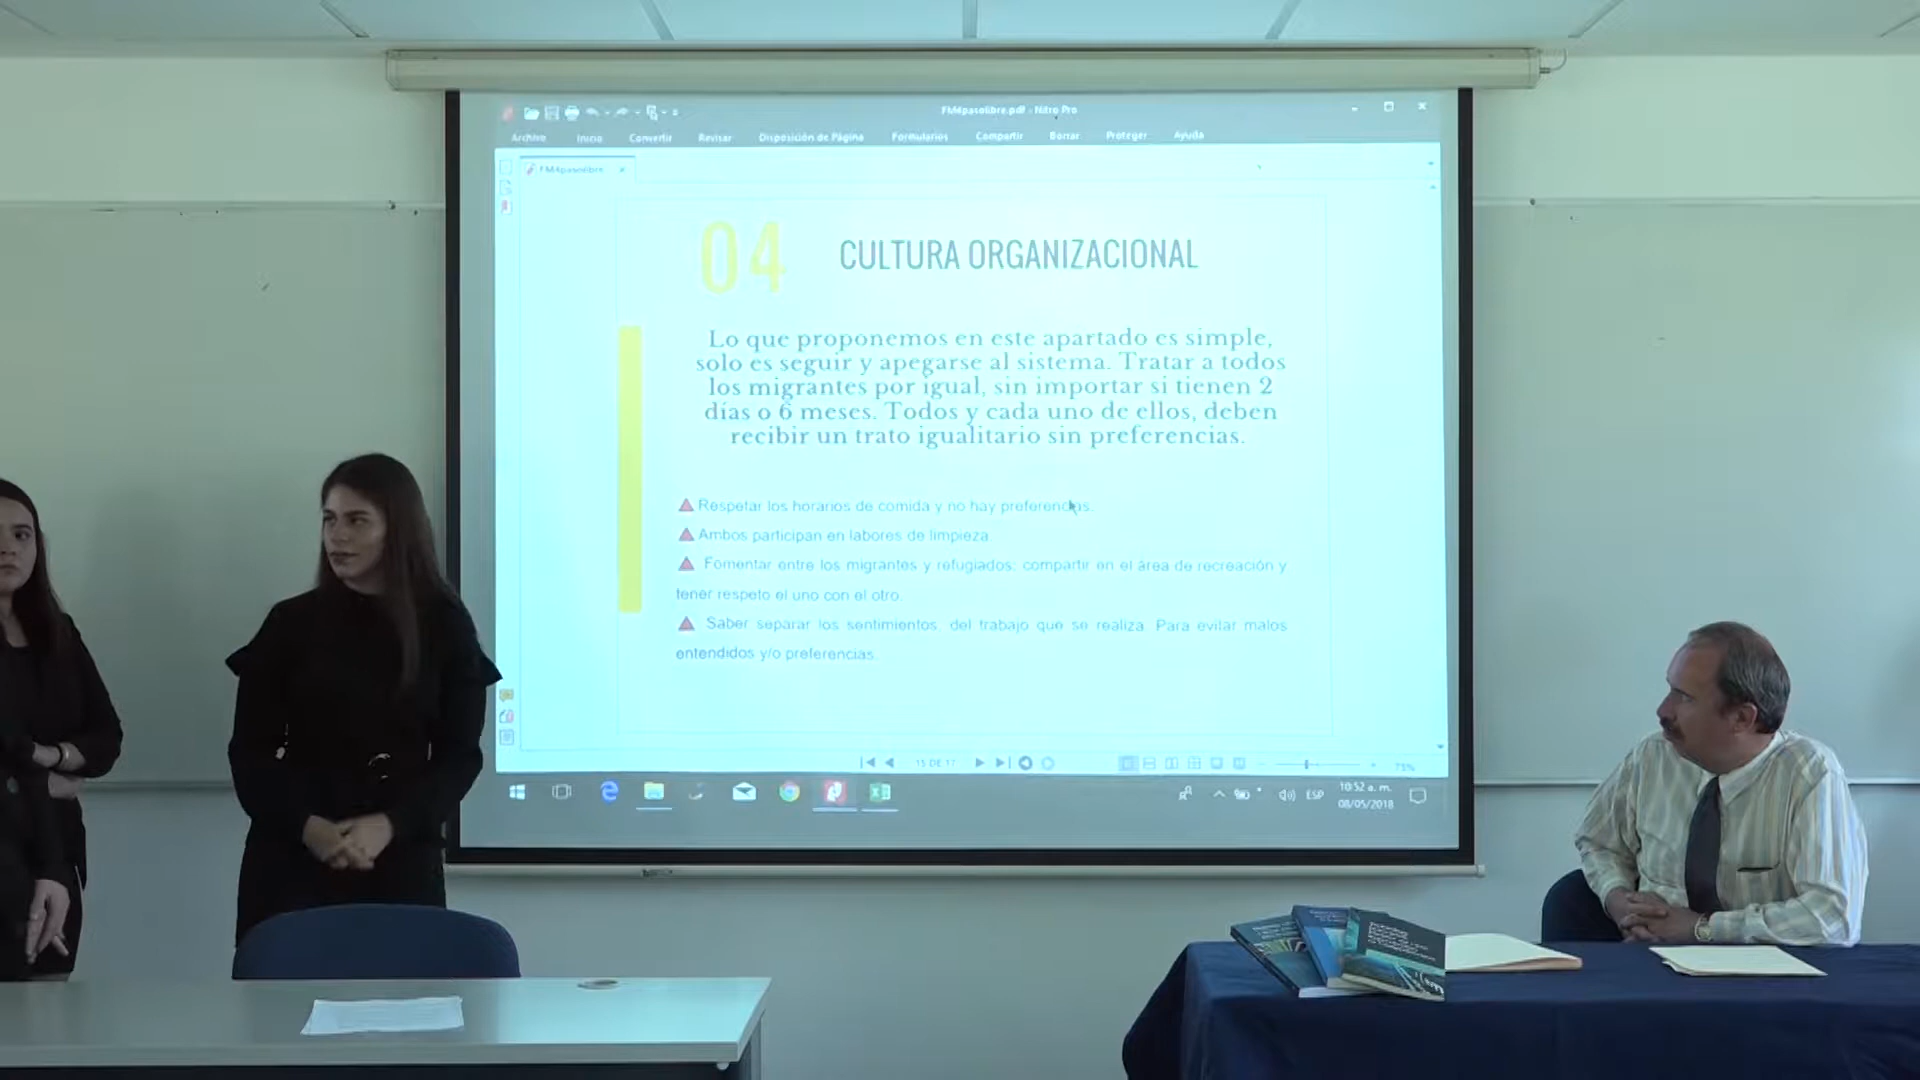 FM4pasolibre.pdf - Nitro Pro
Archivo Inicio Convertir Revisar Disposición de Página Formularios Compartir Borrar Proteger Ayuda
FM4pasolibre
04 CULTURA ORGANIZACIONAL
Lo que proponemos en este apartado es simple,
solo es seguir y apegarse al sistema. Tratar a todos
los migrantes por igual, sin importar si tienen 2
días o 6 meses. Todos y cada uno de ellos, deben
recibir un trato igualitario sin preferencias.
Respetar los horarios de comida y no hay preferencias.
Ambos participan en labores de limpieza.
Fomentar entre los migrantes y refugiados: compartir en el área de recreación y
tener respeto el uno con el otro.
Saber separar los sentimientos, del trabajo que se realiza. Para evitar malos
entendidos y/o preferencias.
15 DE 17
75%
ESP
10:52 a. m.
08/05/2018